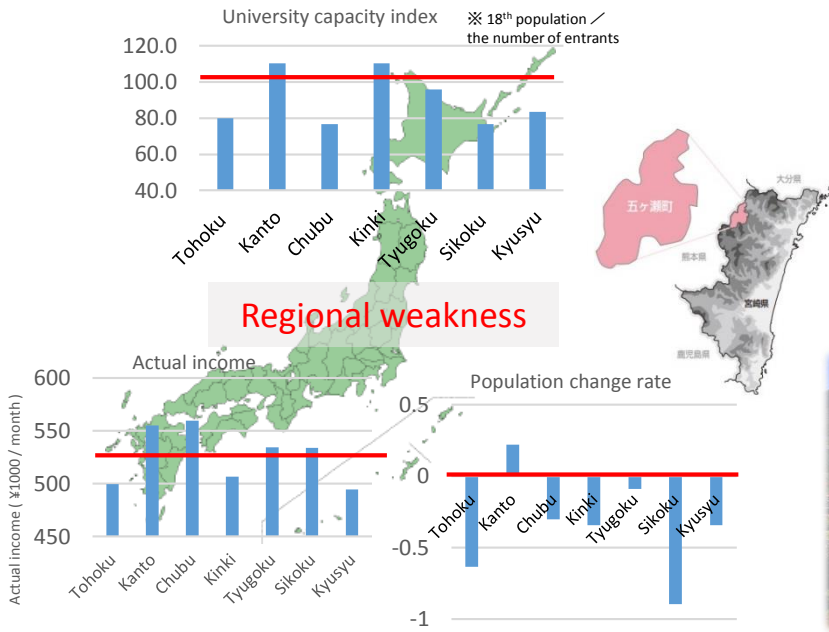 University capacity index
※ 18th population ／
the number of entrants
120.0
100.0
80.0
60.0
40.0
Tohoku
Kanto
Chubu
Kinki
Tyugoku
Sikoku
Kyusyu
大分県
五ヶ瀬町
熊本県
宮崎県
鹿児島県
Regional weakness
Actual income
Actual income ( ¥1000 / month )
600
550
500
450
Tohoku
Kanto
Chubu
Kinki
Tyugoku
Sikoku
Kyusyu
Population change rate
0.5
0
-0.5
-1
Tohoku
Kanto
Chubu
Kinki
Tyugoku
Sikoku
Kyusyu